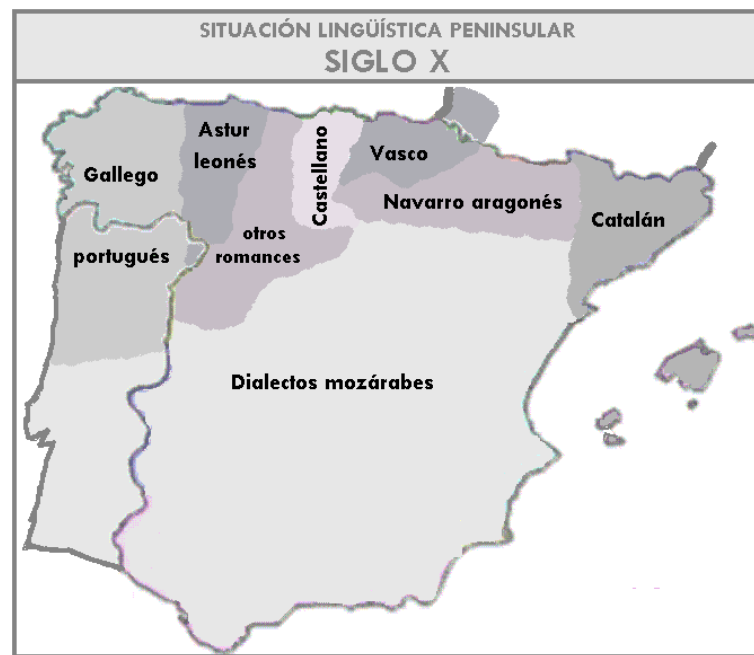 SITUACIÓN LINGÜÍSTICA PENINSULAR
SIGLO X
Gallego
Astur
leonés
Castellano
Vasco
Navarro aragonés
Catalán
portugués
otros
romances
Dialectos mozárabes